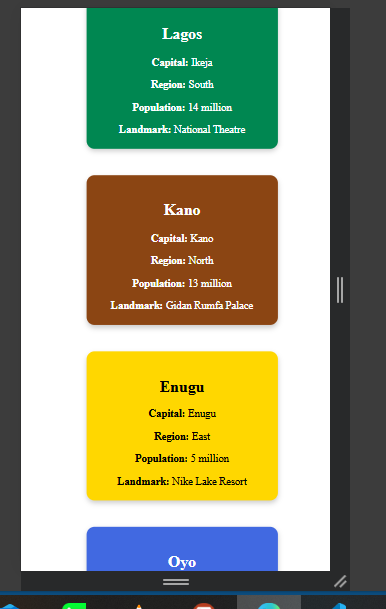 Lagos
Capital: Ikeja
Region: South
Population: 14 million
Landmark: National Theatre
Kano
Capital: Kano
Region: North
Population: 13 million
Landmark: Gidan Rumfa Palace
Enugu
Capital: Enugu
Region: East
Population: 5 million
Landmark: Nike Lake Resort
Oyo